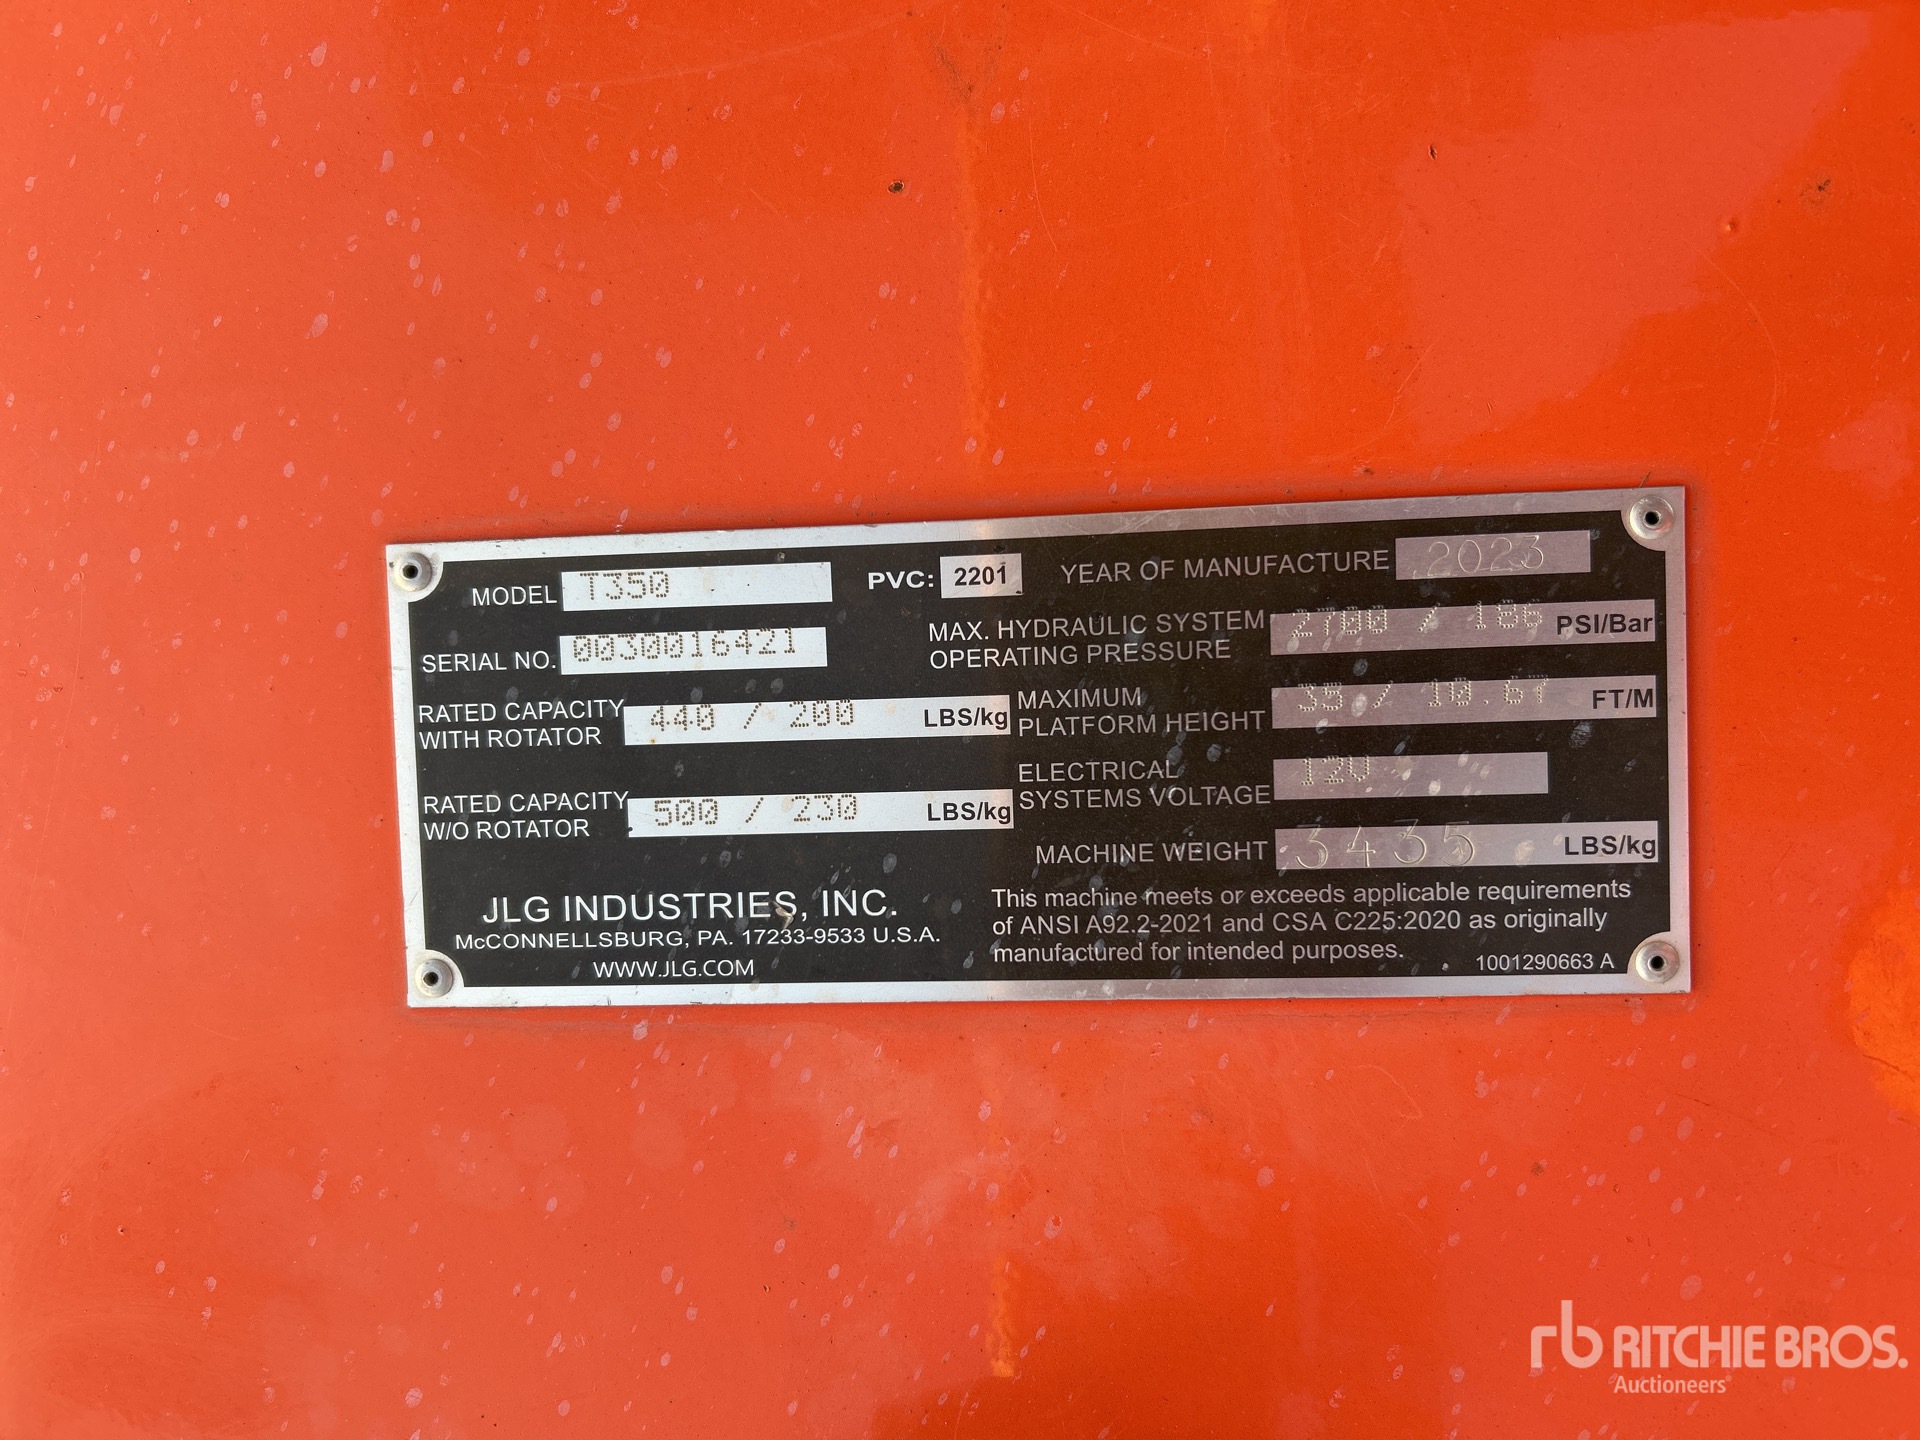 MODEL T350
PVC: 2201
YEAR OF MANUFACTURE 2023
SERIAL NO. 0030016421
MAX. HYDRAULIC SYSTEM
OPERATING PRESSURE 2700 / 186 PSI/Bar
RATED CAPACITY
WITH ROTATOR 440 / 200 LBS/kg
MAXIMUM
PLATFORM HEIGHT 35 / 10.67 FT/M
RATED CAPACITY
W/O ROTATOR 500 / 230 LBS/kg
ELECTRICAL
SYSTEMS VOLTAGE 12V
MACHINE WEIGHT 3435 LBS/kg
JLG INDUSTRIES, INC.
McCONNELLSBURG, PA. 17233-9533 U.S.A.
WWW.JLG.COM
This machine meets or exceeds applicable requirements
of ANSI A92.2-2021 and CSA C225:2020 as originally
manufactured for intended purposes.
1001290663 A
rb RITCHIE BROS.
Auctioneers